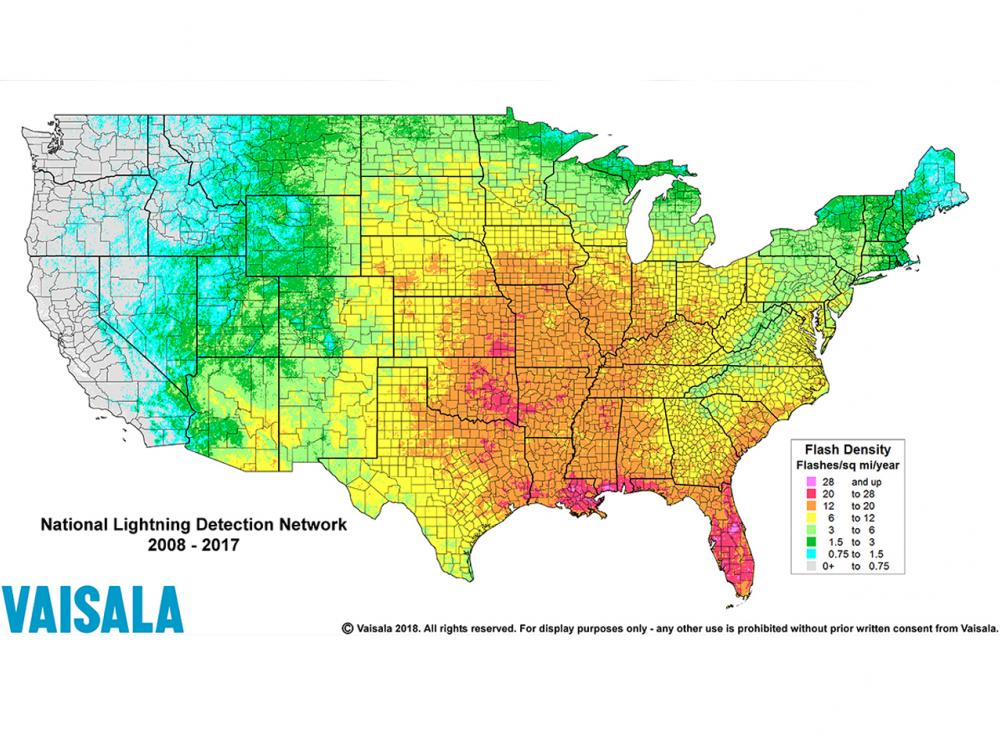 National Lightning Detection Network
2008 - 2017
Flash Density
Flashes/sq mi/year
28 and up
20 to 28
12 to 20
6 to 12
3 to 6
1.5 to 3
0.75 to 1.5
0+ to 0.75
VAISALA
© Vaisala 2018. All rights reserved. For display purposes only - any other use is prohibited without prior written consent from Vaisala.